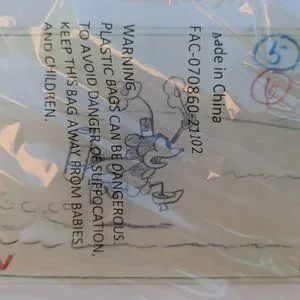 Made in China
FAC-070860-21102
WARNING:
PLASTIC BAGS CAN BE DANGEROUS.
TO AVOID DANGER OF SUFFOCATION,
KEEP THIS BAG AWAY FROM BABIES
AND CHILDREN.
5